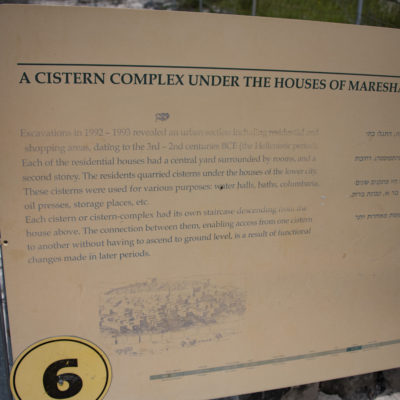 A CISTERN COMPLEX UNDER THE HOUSES OF MARESHA
Excavations in 1992 - 1993 revealed an urban section including residential and
shopping areas, dating to the 3rd - 2nd centuries BCE (the Hellenistic period).
Each of the residential houses had a central yard surrounded by rooms, and a
second storey. The residents quarried cisterns under the houses of the lower city.
These cisterns were used for various purposes: water halls, baths, columbaria,
oil presses, storage places, etc.
Each cistern or cistern-complex had its own staircase descending from the
house above. The connection between them, enabling access from one cistern
to another without having to ascend to ground level, is a result of functional
changes made in later periods.
6